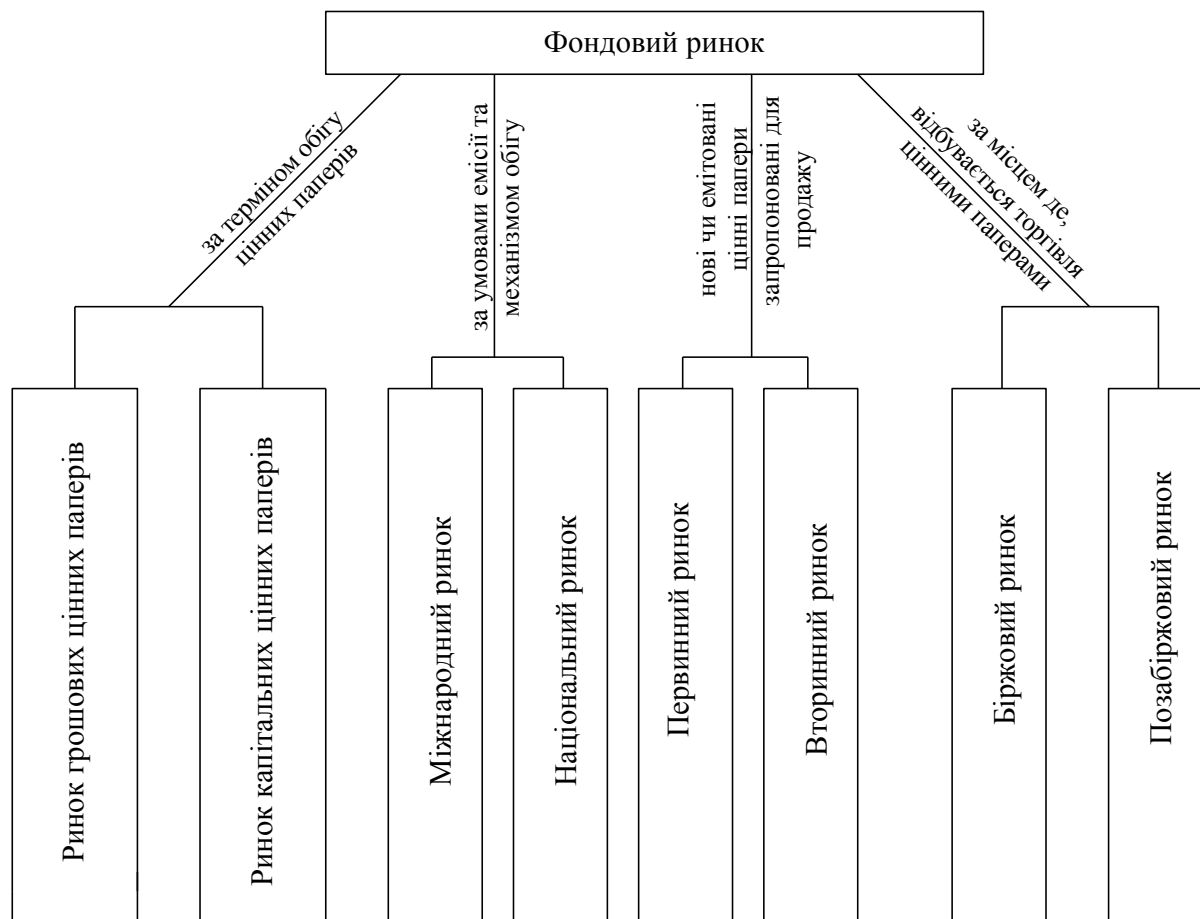 Фондовий ринок
за терміном обігу
цінних паперів
за умовами емісії та
механізмом обігу
нові чи емітовані
цінні папери
запропоновані для
продажу
за місцем де,
відбувається торгівля
цінними паперами
Ринок грошових цінних паперів
Ринок капітальних цінних паперів
Міжнародний ринок
Національний ринок
Первинний ринок
Вторинний ринок
Біржовий ринок
Позабіржовий ринок